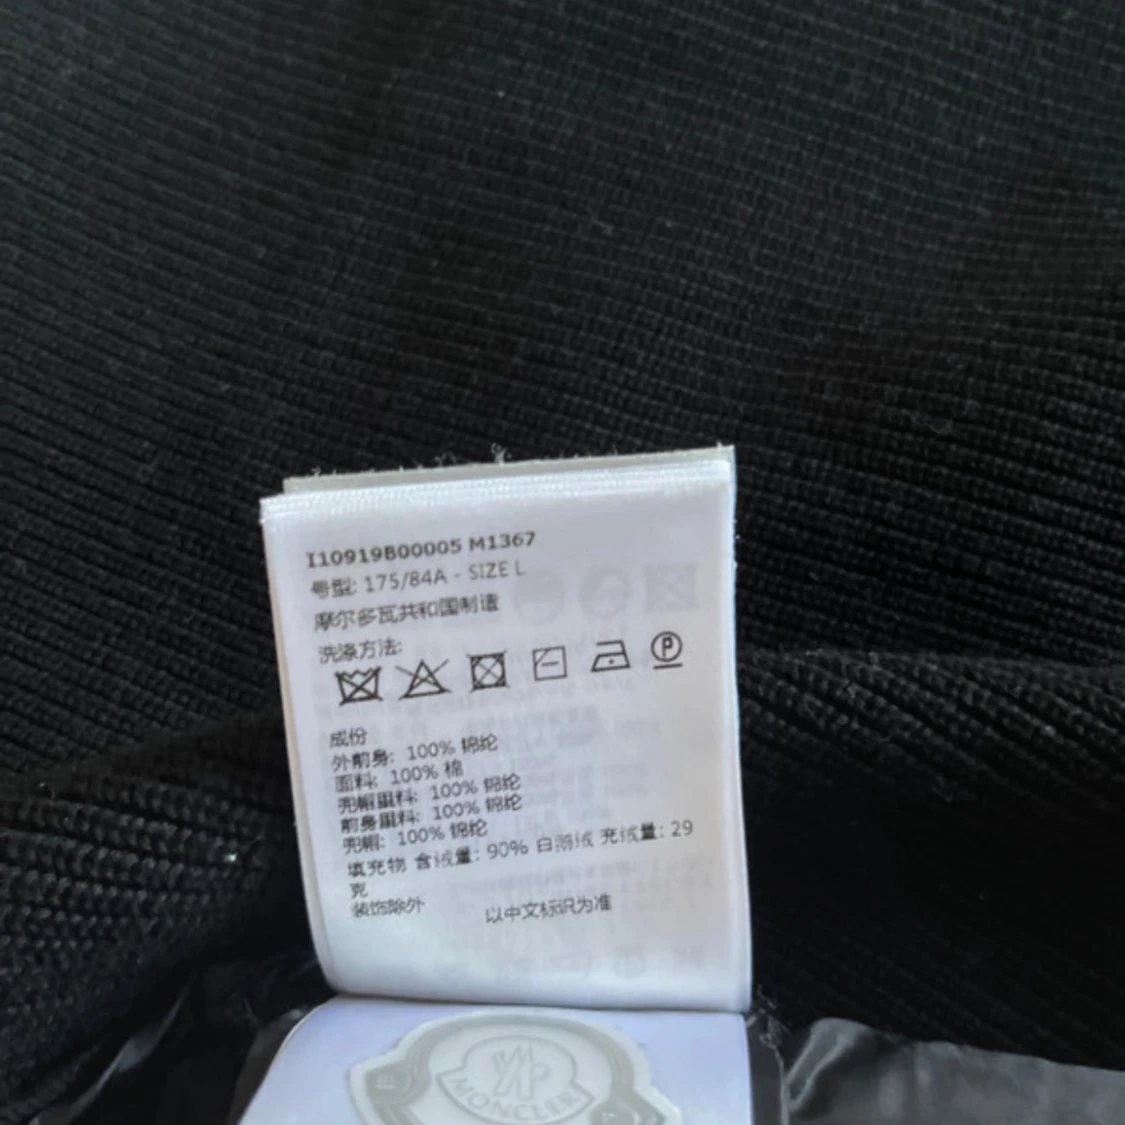 I10919B00005 M1367
号型: 175/84A - SIZE L
摩尔多瓦共和国制造
洗涤方法:
P
成份
外前身: 100% 锦纶
面料: 100% 棉
兜帽里料: 100% 锦纶
前身里料: 100% 锦纶
兜帽: 100% 锦纶
填充物 含绒量: 90% 白鹅绒 充绒量: 29
克
装饰除外 以中文标识为准
MONCLER